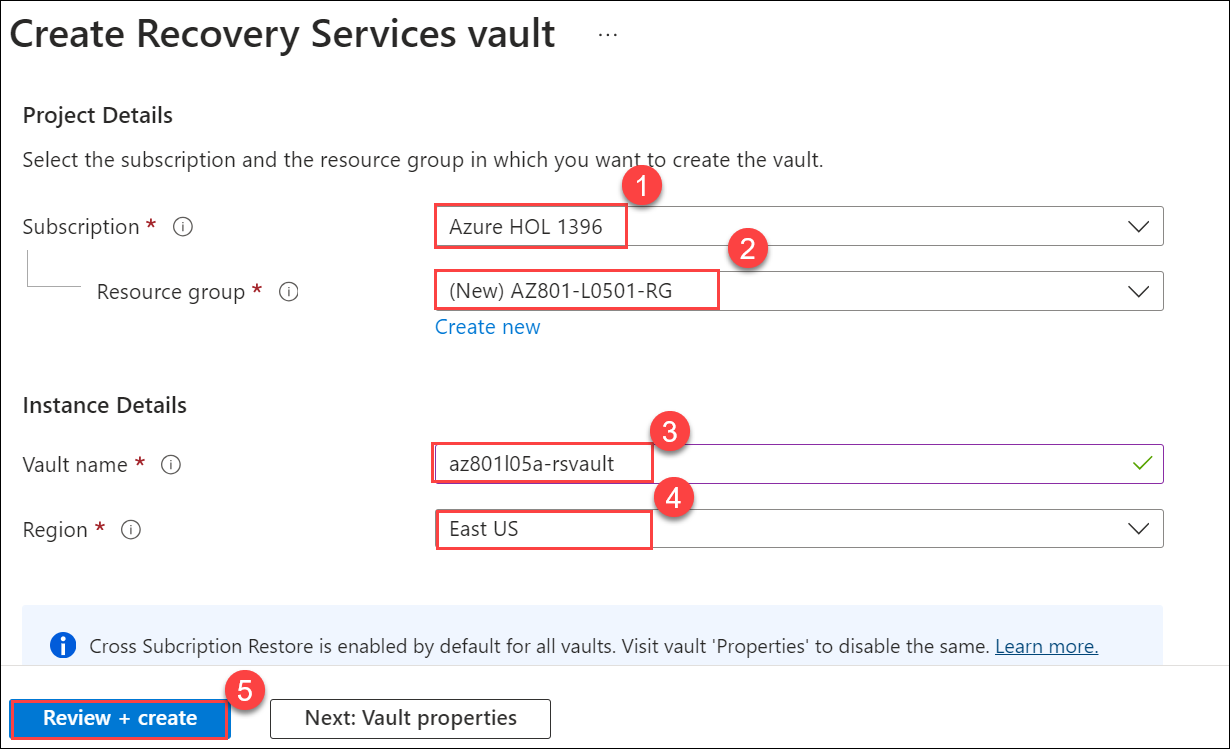 Create Recovery Services vault ...
Project Details
Select the subscription and the resource group in which you want to create the vault.
1
Subscription * Azure HOL 1396
2
Resource group * (New) AZ801-L0501-RG
Create new
Instance Details
3
Vault name * az801l05a-rsvault
4
Region * East US
Cross Subcription Restore is enabled by default for all vaults. Visit vault 'Properties' to disable the same. Learn more.
5
Review + create Next: Vault properties